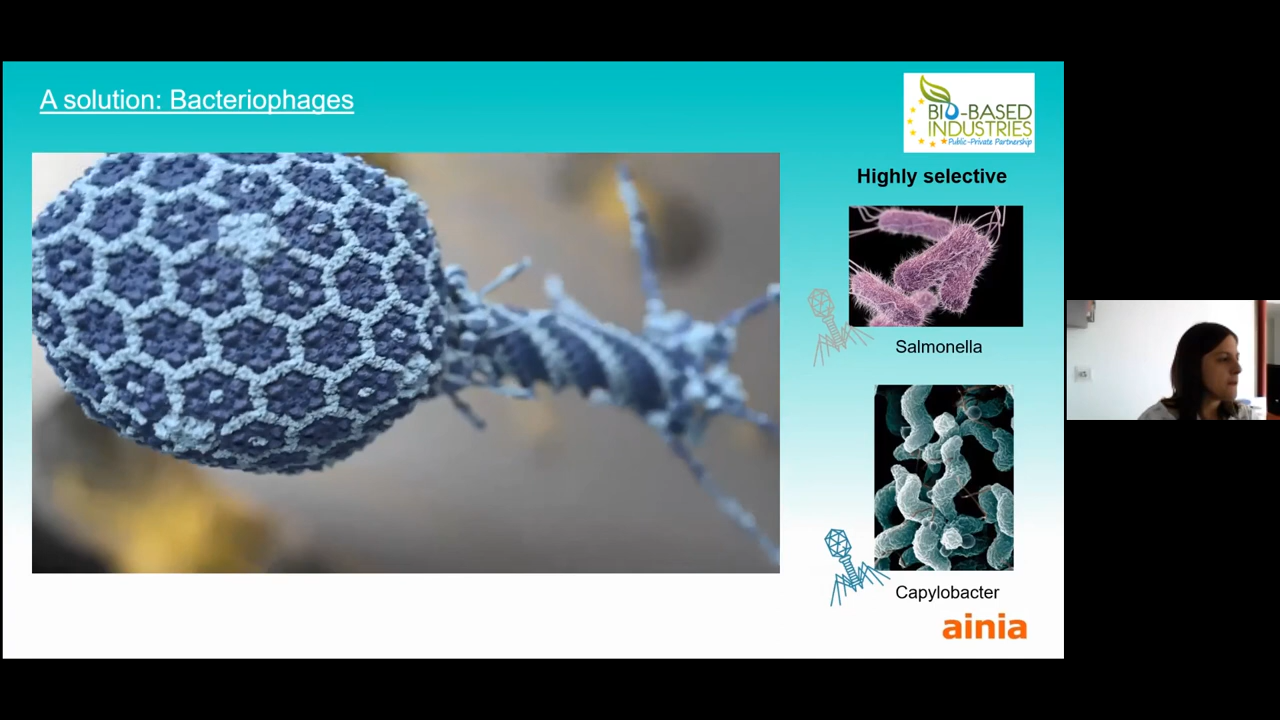 A solution: Bacteriophages
BIO-BASED
INDUSTRIES
Public-Private Partnership
Highly selective
Salmonella
Capylobacter
ainia